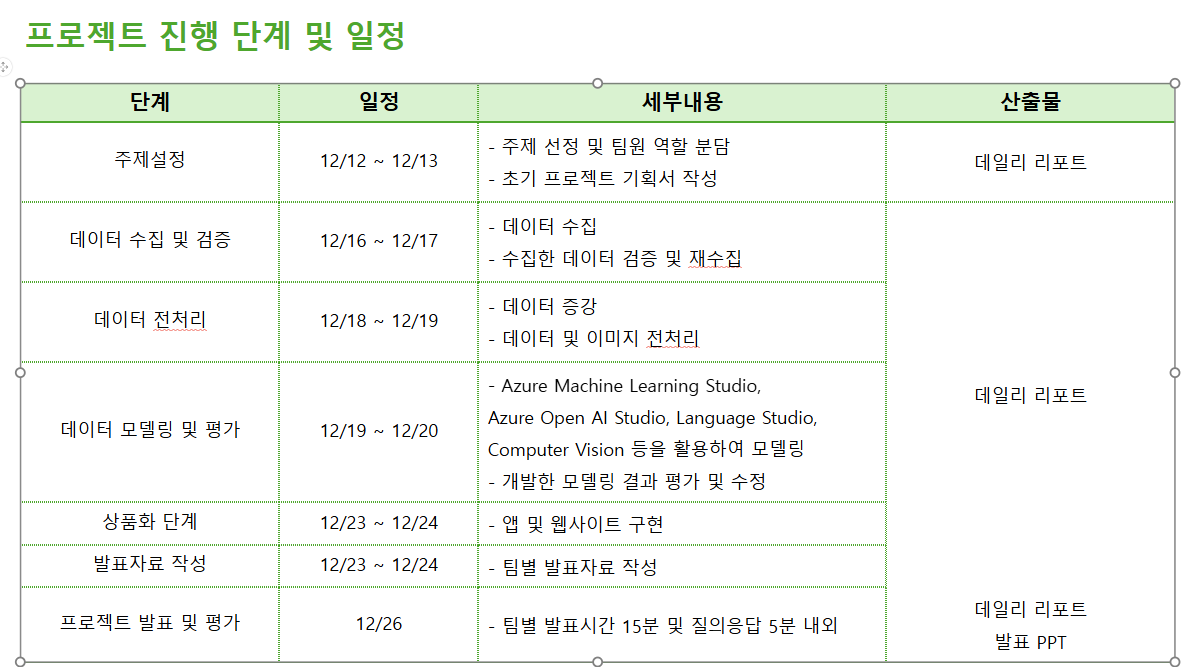 프로젝트 진행 단계 및 일정
단계 일정 세부내용 산출물
주제설정 12/12 ~ 12/13
- 주제 선정 및 팀원 역할 분담
- 초기 프로젝트 기획서 작성
데일리 리포트
데이터 수집 및 검증 12/16 ~ 12/17
- 데이터 수집
- 수집한 데이터 검증 및 재수집
데이터 전처리 12/18 ~ 12/19
- 데이터 증강
- 데이터 및 이미지 전처리
데이터 모델링 및 평가 12/19 ~ 12/20
- Azure Machine Learning Studio,
Azure Open AI Studio, Language Studio,
Computer Vision 등을 활용하여 모델링
- 개발한 모델링 결과 평가 및 수정
데일리 리포트
상품화 단계 12/23 ~ 12/24 - 앱 및 웹사이트 구현
발표자료 작성 12/23 ~ 12/24 - 팀별 발표자료 작성
프로젝트 발표 및 평가 12/26 - 팀별 발표시간 15분 및 질의응답 5분 내외
데일리 리포트
발표 PPT